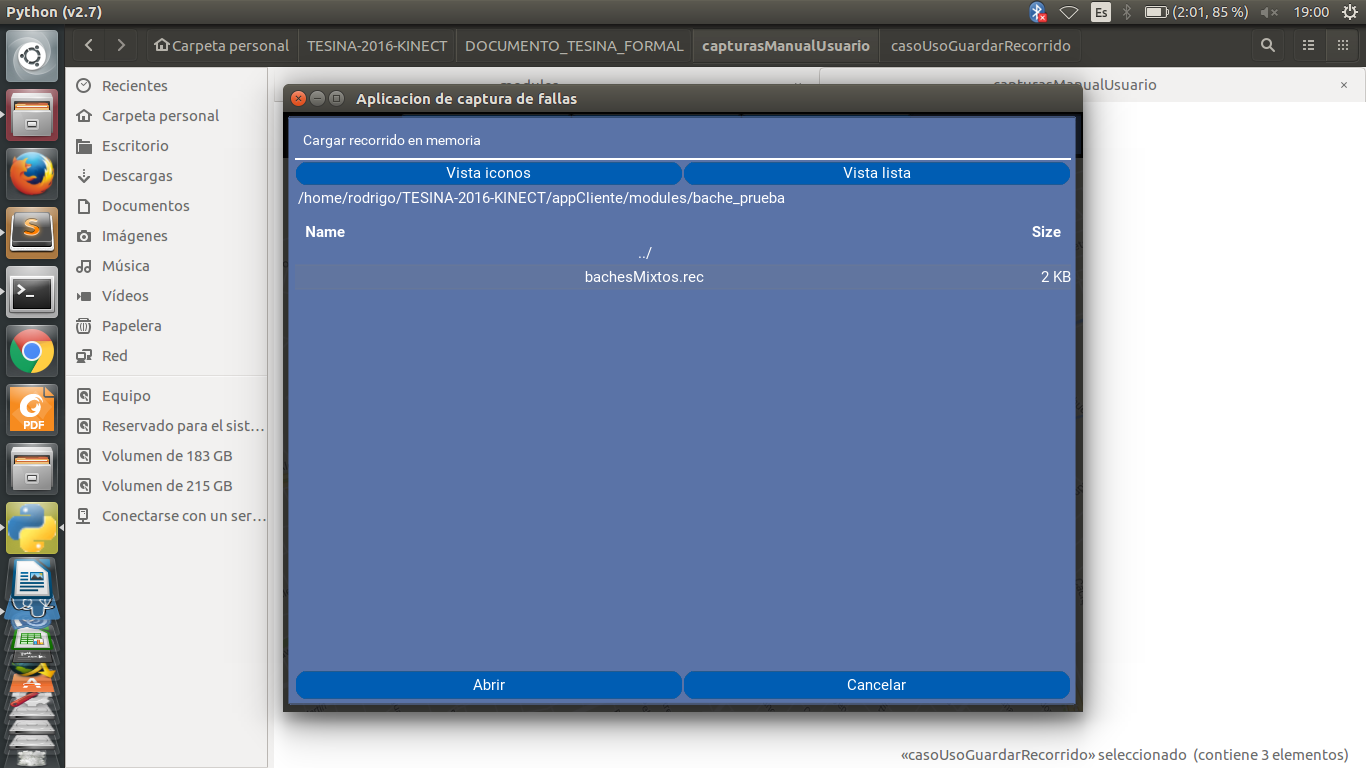 Python (v2.7)
Es
(2:01, 85 %)
19:00
Carpeta personal
TESINA-2016-KINECT
DOCUMENTO_TESINA_FORMAL
capturasManualUsuario
casoUsoGuardarRecorrido
Recientes
Carpeta personal
Escritorio
Descargas
Documentos
Imágenes
Música
Vídeos
Papelera
Red
Equipo
Reservado para el sist…
Volumen de 183 GB
Volumen de 215 GB
Conectarse con un ser…
Aplicacion de captura de fallas
Cargar recorrido en memoria
Vista iconos
Vista lista
/home/rodrigo/TESINA-2016-KINECT/appCliente/modules/bache_prueba
Name
Size
../
bachesMixtos.rec
2 KB
Abrir
Cancelar
PDF
«casoUsoGuardarRecorrido» seleccionado (contiene 3 elementos)